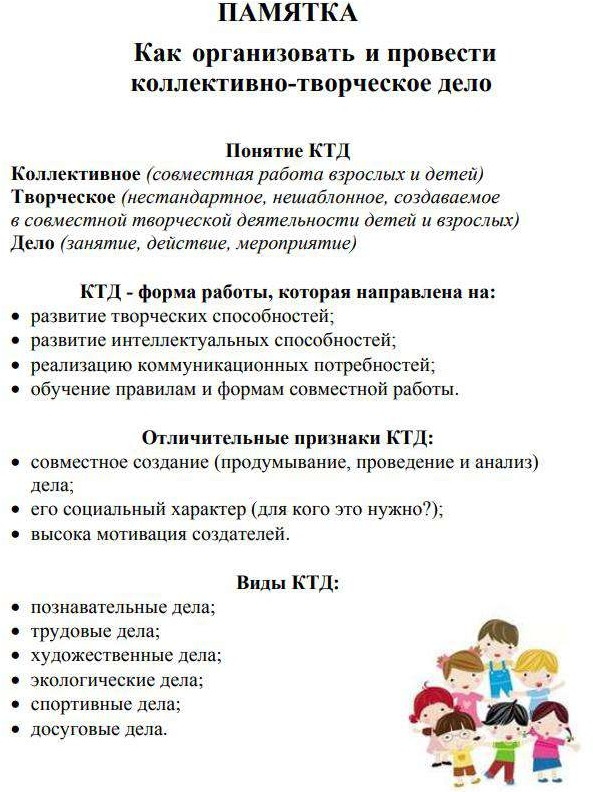 ПАМЯТКА
Как организовать и провести
коллективно-творческое дело
Понятие КТД
Коллективное (совместная работа взрослых и детей)
Творческое (нестандартное, нешаблонное, создаваемое
в совместной творческой деятельности детей и взрослых)
Дело (занятие, действие, мероприятие)
КТД - форма работы, которая направлена на:
• развитие творческих способностей;
• развитие интеллектуальных способностей;
• реализацию коммуникационных потребностей;
• обучение правилам и формам совместной работы.
Отличительные признаки КТД:
• совместное создание (продумывание, проведение и анализ)
дела;
• его социальный характер (для кого это нужно?);
• высока мотивация создателей.
Виды КТД:
• познавательные дела;
• трудовые дела;
• художественные дела;
• экологические дела;
• спортивные дела;
• досуговые дела.